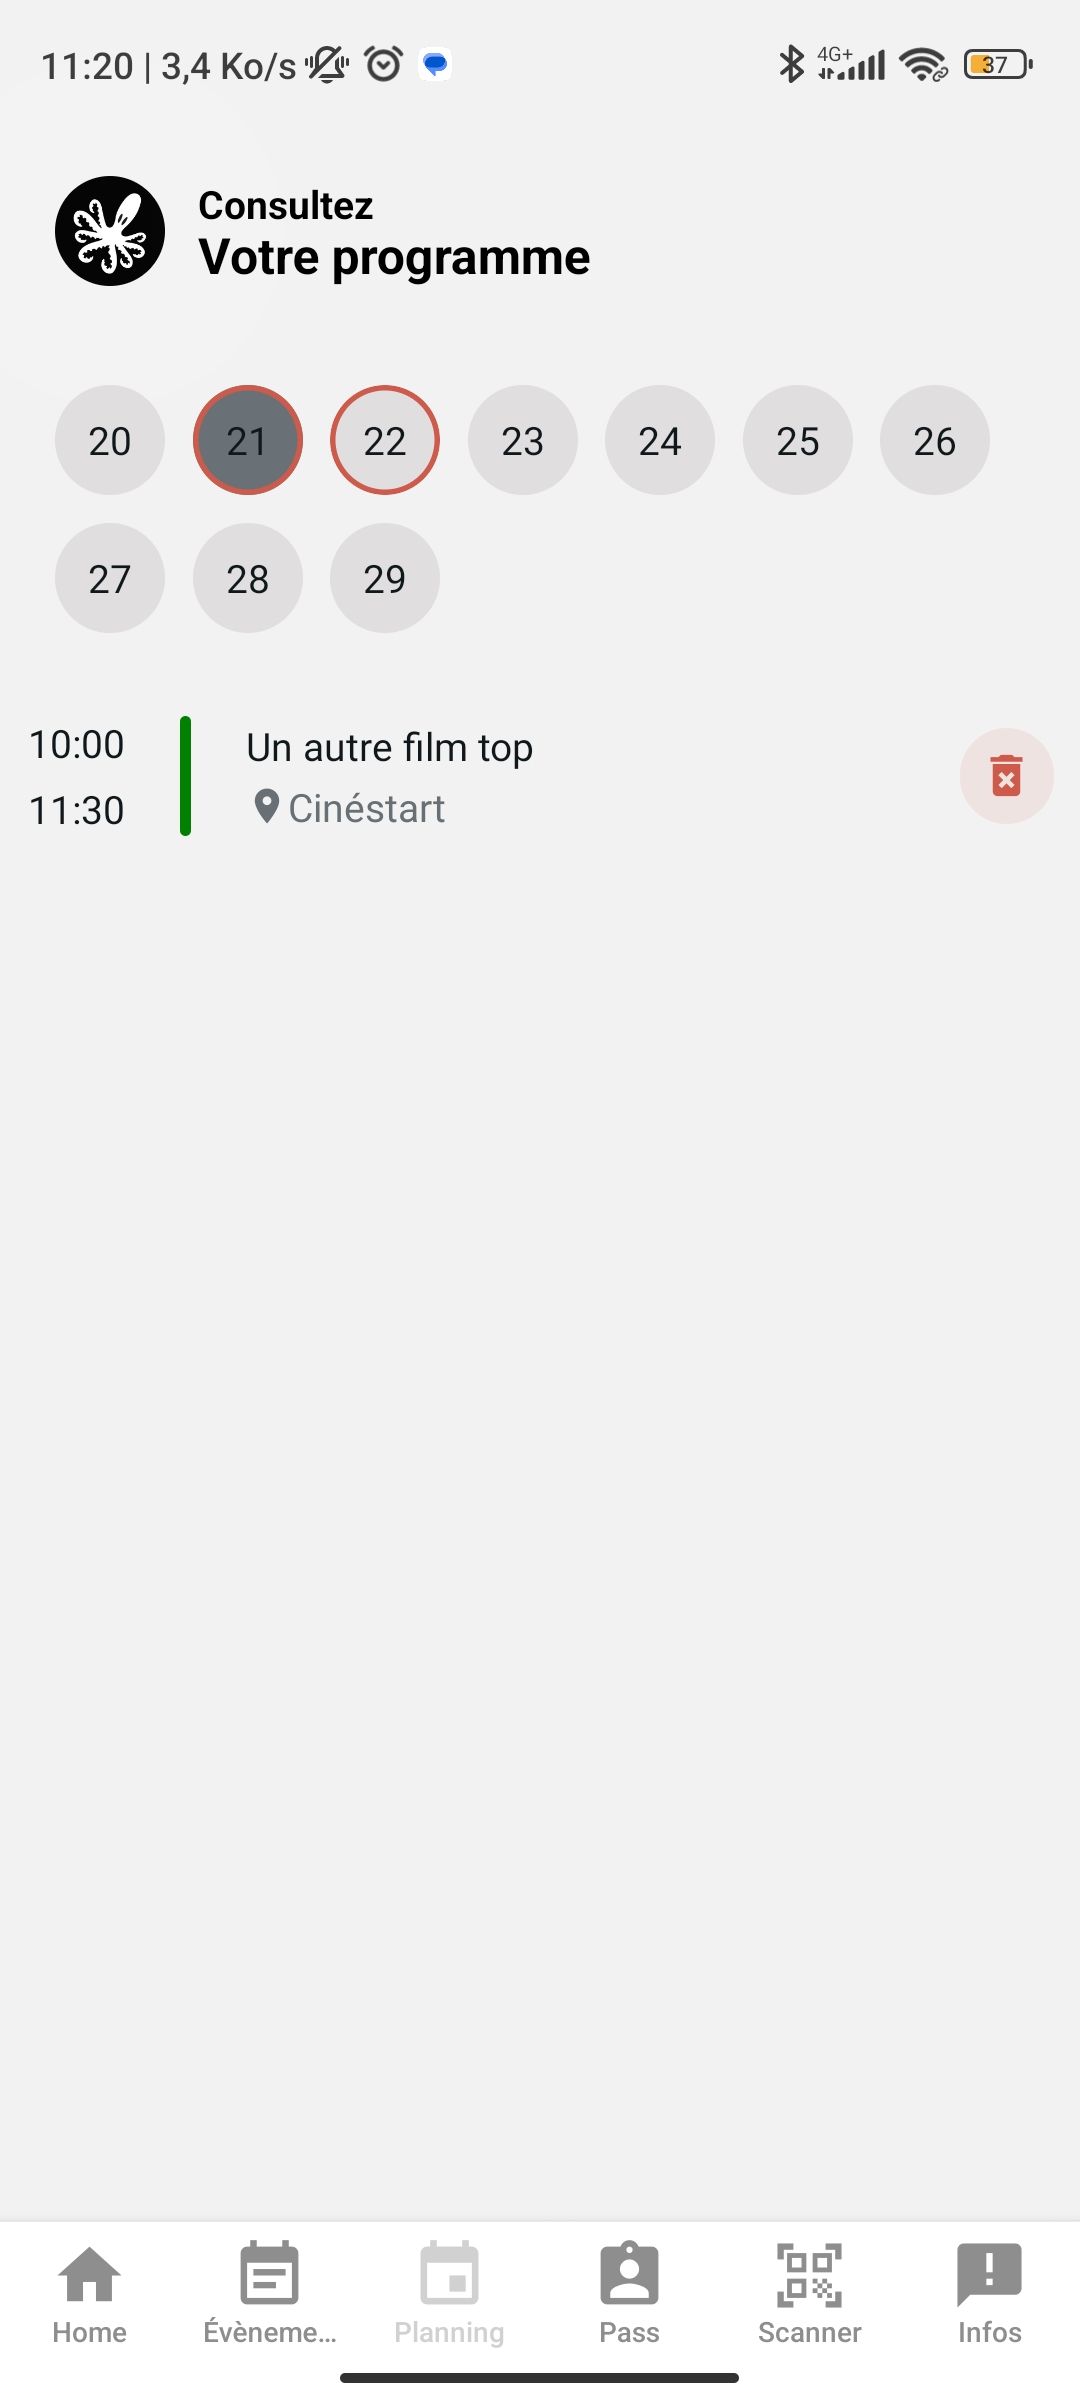 11:20 | 3,4 Ko/s 4G+ 37
Consultez
Votre programme
20 21 22 23 24 25 26
27 28 29
10:00 Un autre film top
11:30 Cinéstart
Home Évèneme... Planning Pass Scanner Infos